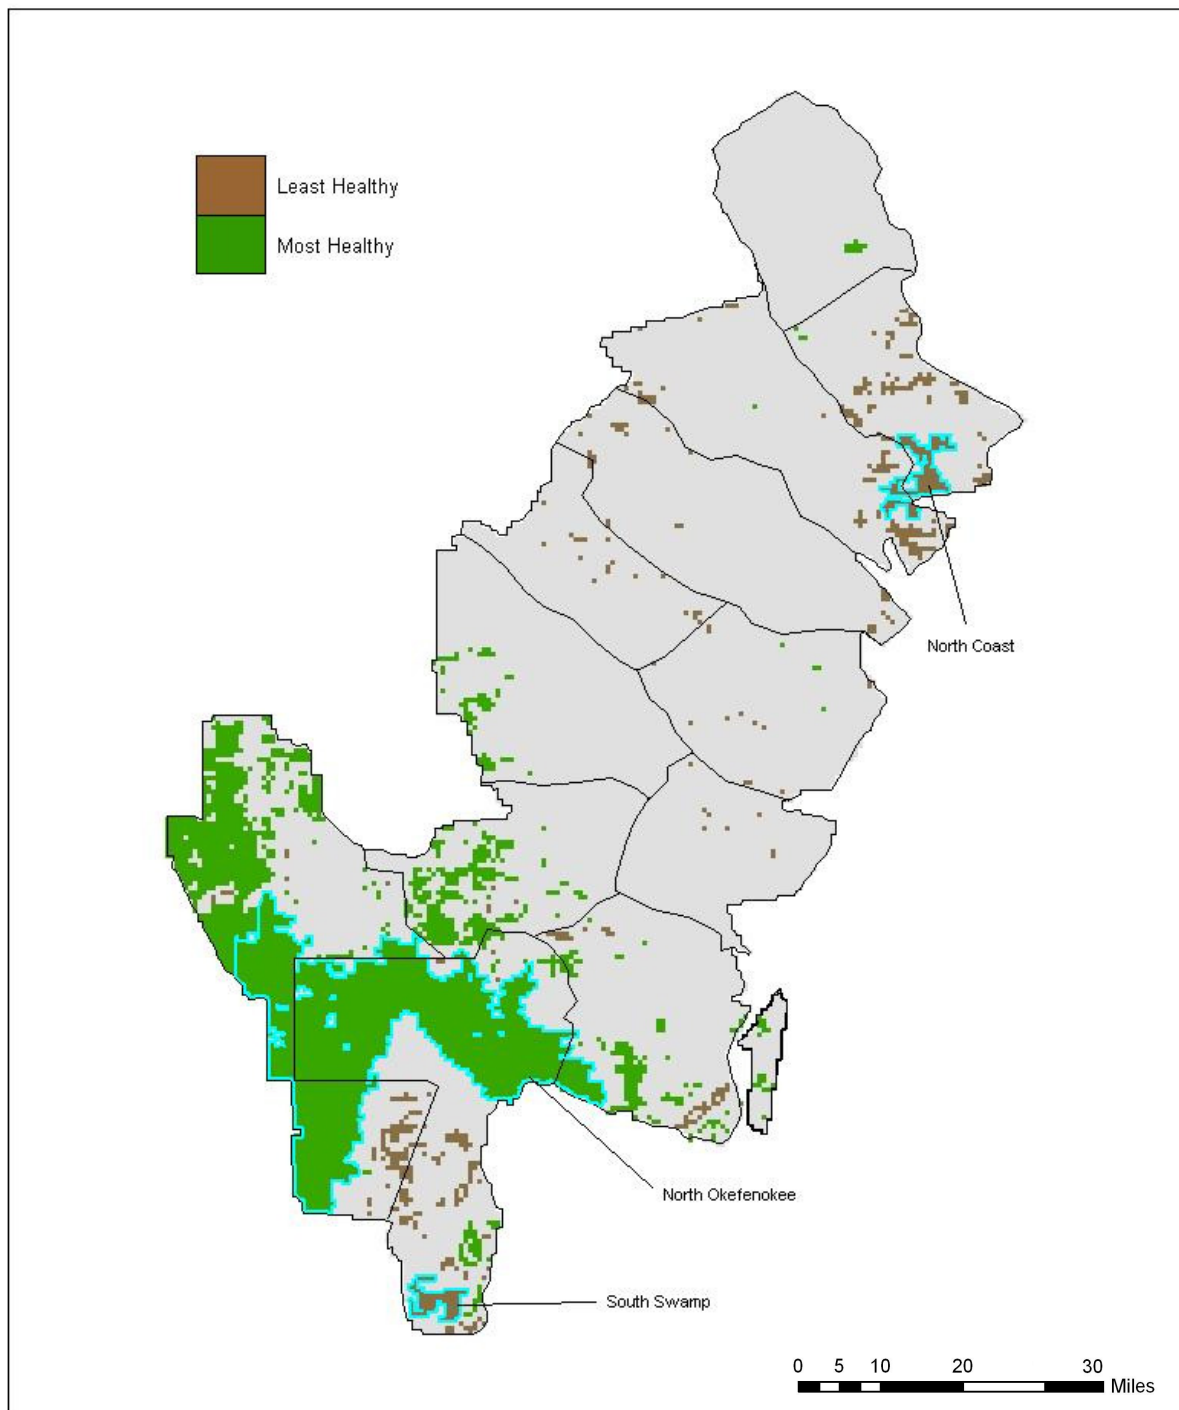 Least Healthy
Most Healthy
North Coast
North Okefenokee
South Swamp
0 5 10 20 30
Miles